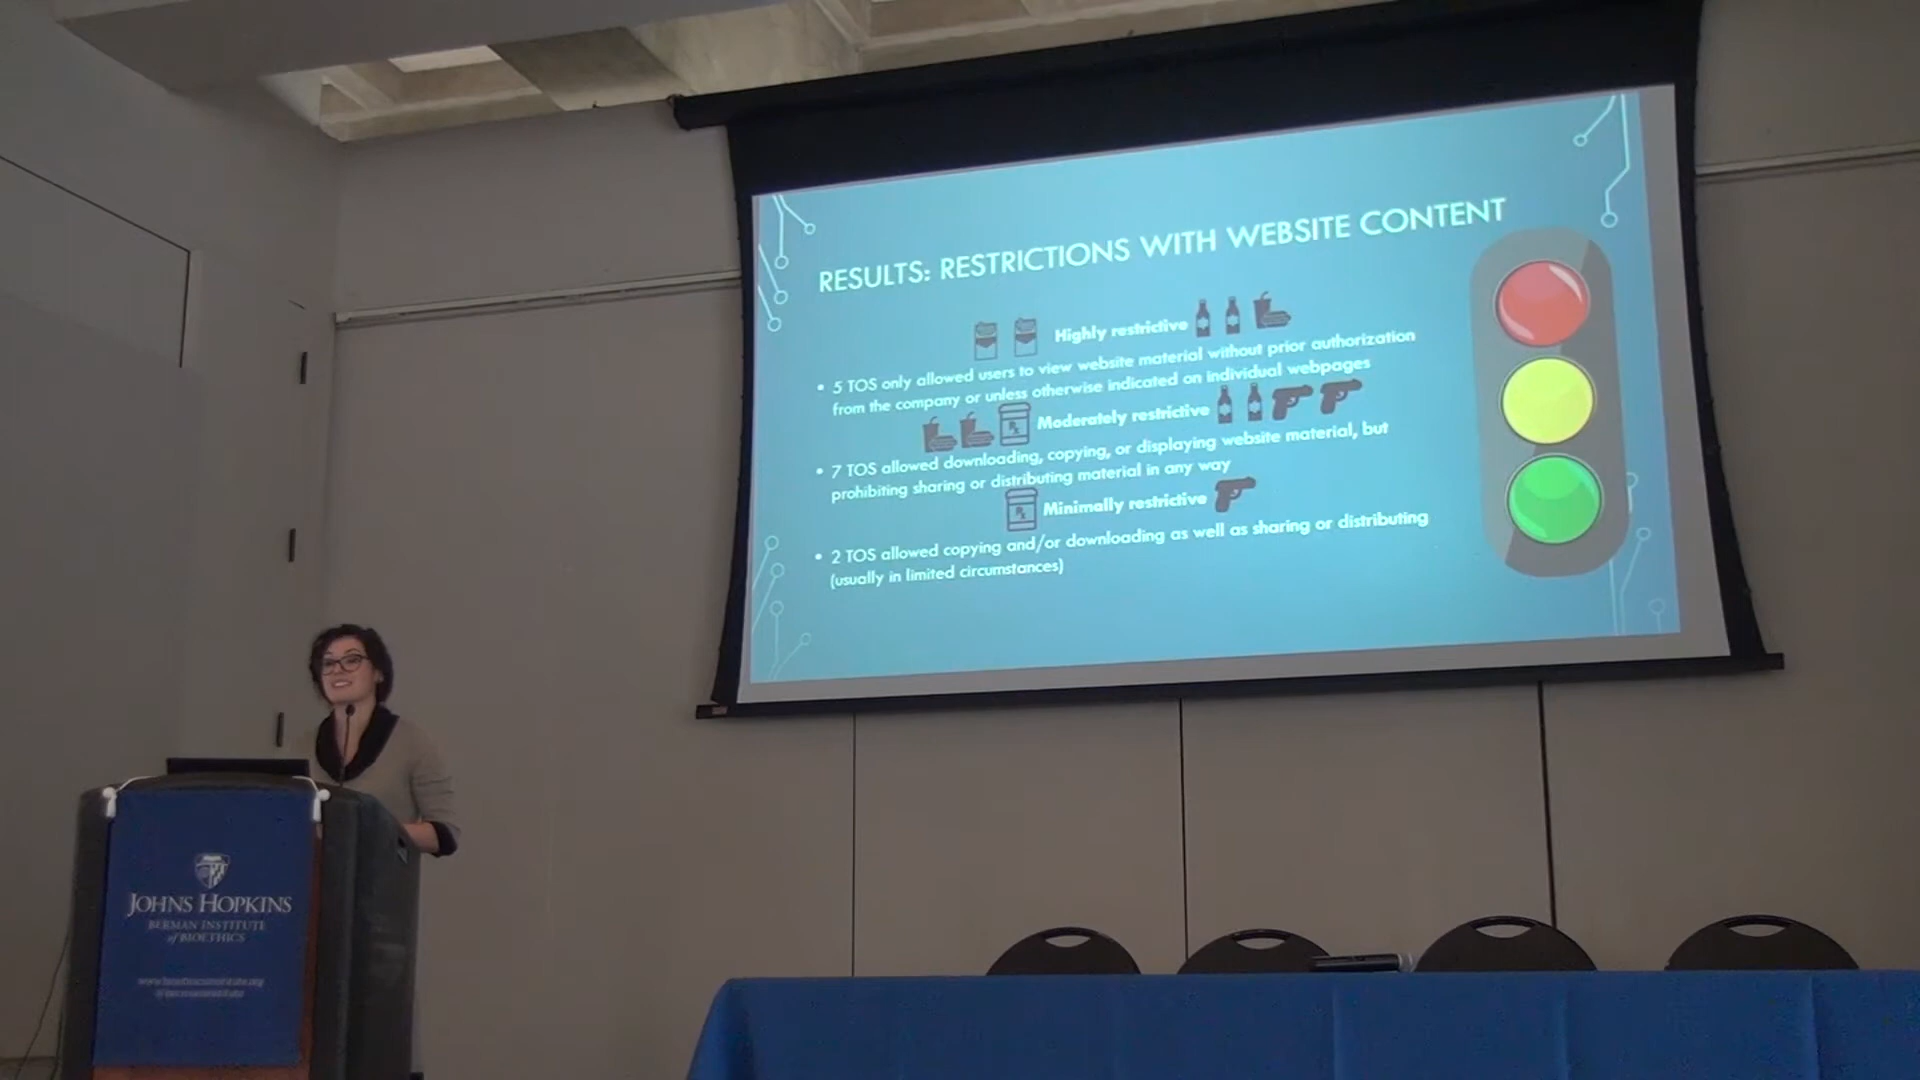 RESULTS: RESTRICTIONS WITH WEBSITE CONTENT
Highly restrictive
• 5 TOS only allowed users to view website material without prior authorization
from the company or unless otherwise indicated on individual webpages
Rx Moderately restrictive
• 7 TOS allowed downloading, copying, or displaying website material, but
prohibiting sharing or distributing material in any way
Rx Minimally restrictive
• 2 TOS allowed copying and/or downloading as well as sharing or distributing
(usually in limited circumstances)
JOHNS HOPKINS
BERMAN INSTITUTE
of BIOETHICS